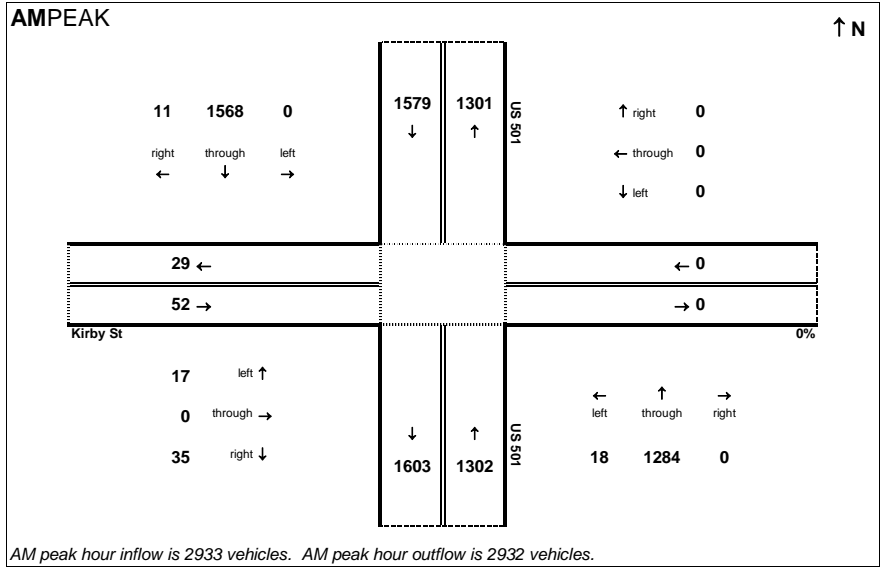 AMPEAK
↑ N
11 1568 0
right through left
← ↓ →
1579 1301
↓ ↑
US 501
↑ right 0
← through 0
↓ left 0
29 ←
52 →
← 0
→ 0
Kirby St
0%
17 left ↑
0 through →
35 right ↓
↓ ↑
1603 1302
US 501
← ↑ →
left through right
18 1284 0
AM peak hour inflow is 2933 vehicles. AM peak hour outflow is 2932 vehicles.